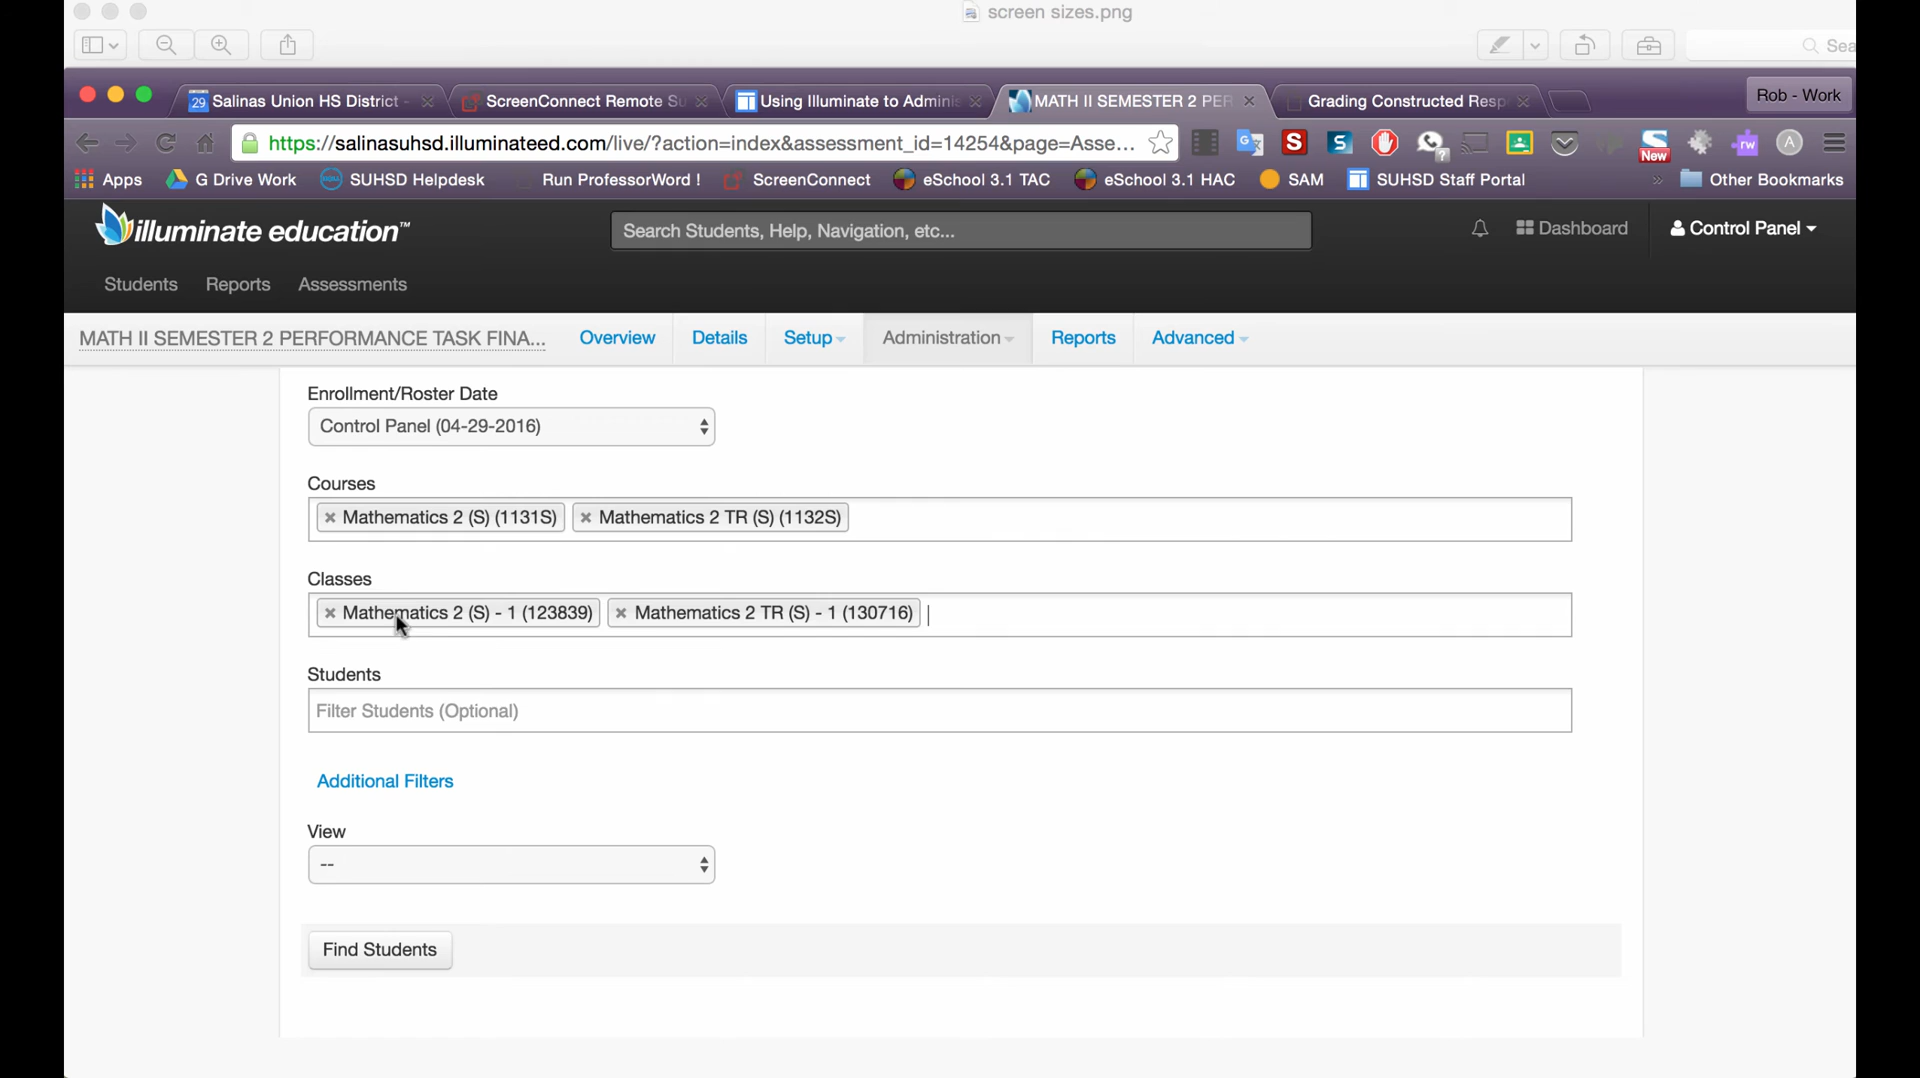 screen sizes.png
Sea
29 Salinas Union HS District -
ScreenConnect Remote Su
Using Illuminate to Adminis
MATH II SEMESTER 2 PER
Grading Constructed Resp
Rob - Work
https://salinasuhsd.illuminateed.com/live/?action=index&assessment_id=14254&page=Asse...
S
S
?
New
rw
A
Apps
G Drive Work
SUHSD Helpdesk
Run ProfessorWord !
ScreenConnect
eSchool 3.1 TAC
eSchool 3.1 HAC
SAM
SUHSD Staff Portal
»
Other Bookmarks
illuminate education™
Search Students, Help, Navigation, etc...
Dashboard
Control Panel
Students
Reports
Assessments
MATH II SEMESTER 2 PERFORMANCE TASK FINA...
Overview
Details
Setup
Administration
Reports
Advanced
Enrollment/Roster Date
Control Panel (04-29-2016)
Courses
× Mathematics 2 (S) (1131S) × Mathematics 2 TR (S) (1132S)
Classes
× Mathematics 2 (S) - 1 (123839) × Mathematics 2 TR (S) - 1 (130716)
Students
Filter Students (Optional)
Additional Filters
View
--
Find Students